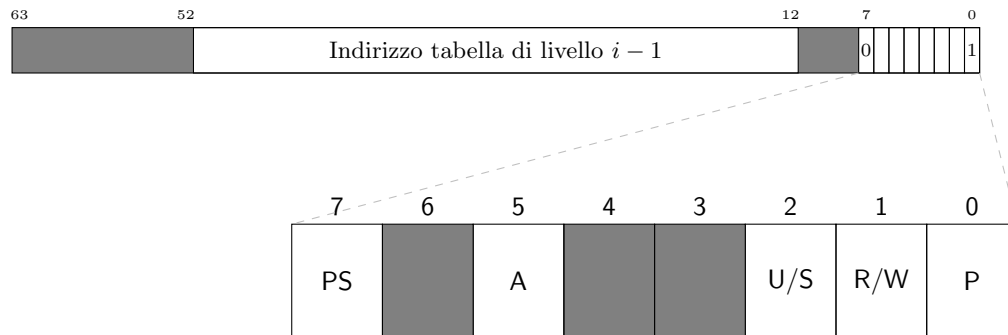 63 52 12 7 0
Indirizzo tabella di livello i − 1 0 1
7 6 5 4 3 2 1 0
PS A U/S R/W P